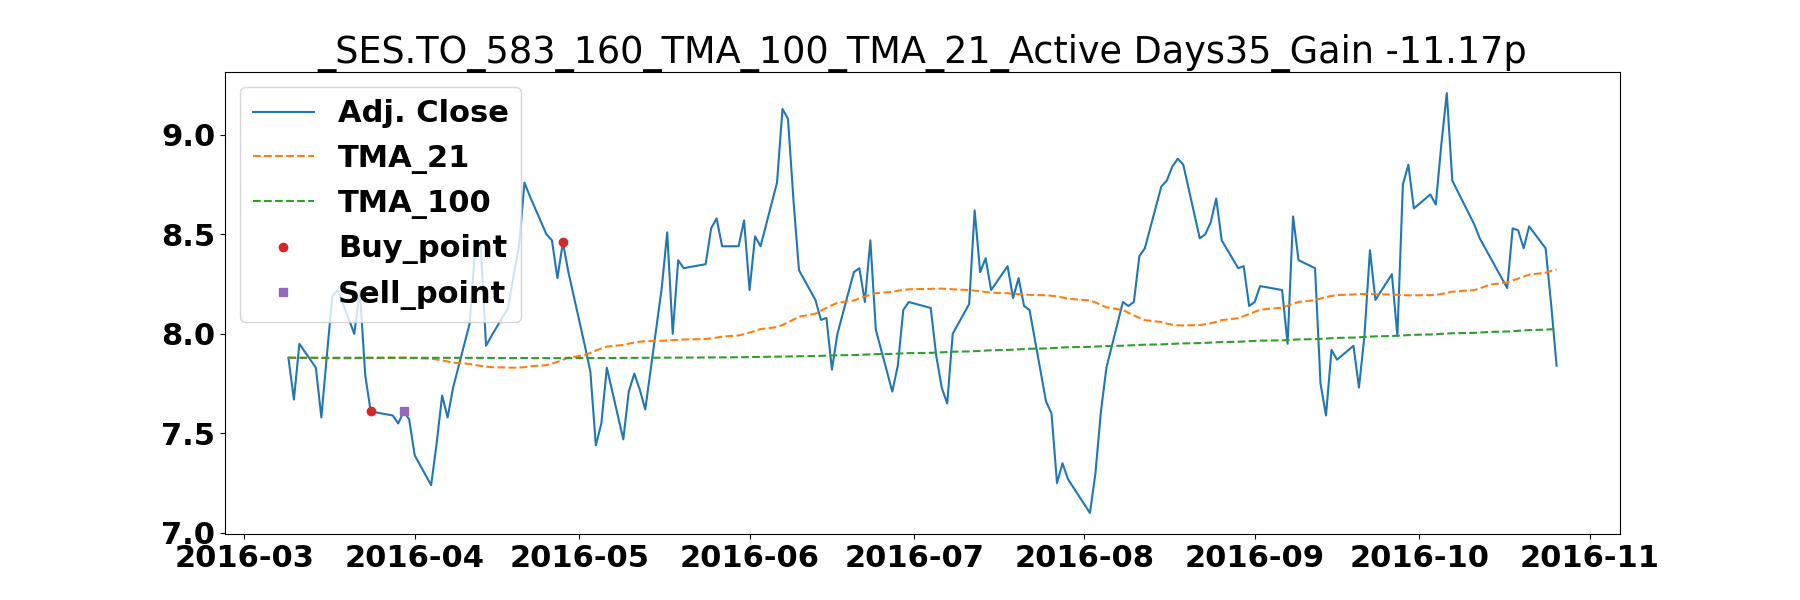 _SES.TO_583_160_TMA_100_TMA_21_Active Days35_Gain -11.17p
Adj. Close
TMA_21
TMA_100
Buy_point
Sell_point
9.0
8.5
8.0
7.5
7.0
2016-03 2016-04 2016-05 2016-06 2016-07 2016-08 2016-09 2016-10 2016-11